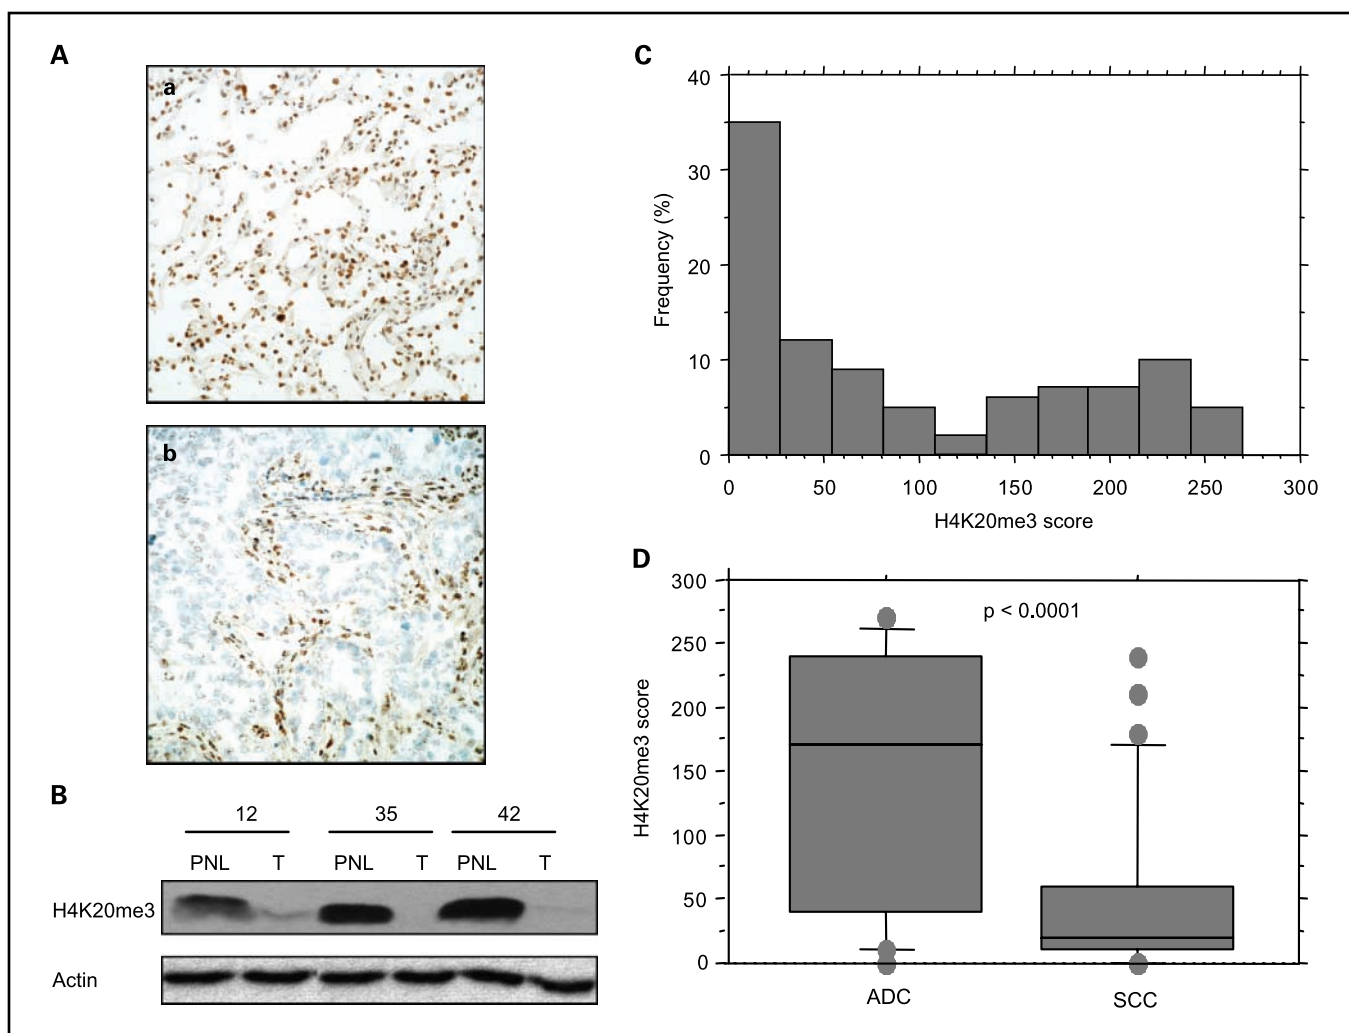 A
a
b
B
12 35 42
PNL T PNL T PNL T
H4K20me3
Actin
C
40
30
20
10
0
Frequency (%)
0 50 100 150 200 250 300
H4K20me3 score
D
300
250
200
150
100
50
0
H4K20me3 score
p < 0.0001
ADC SCC